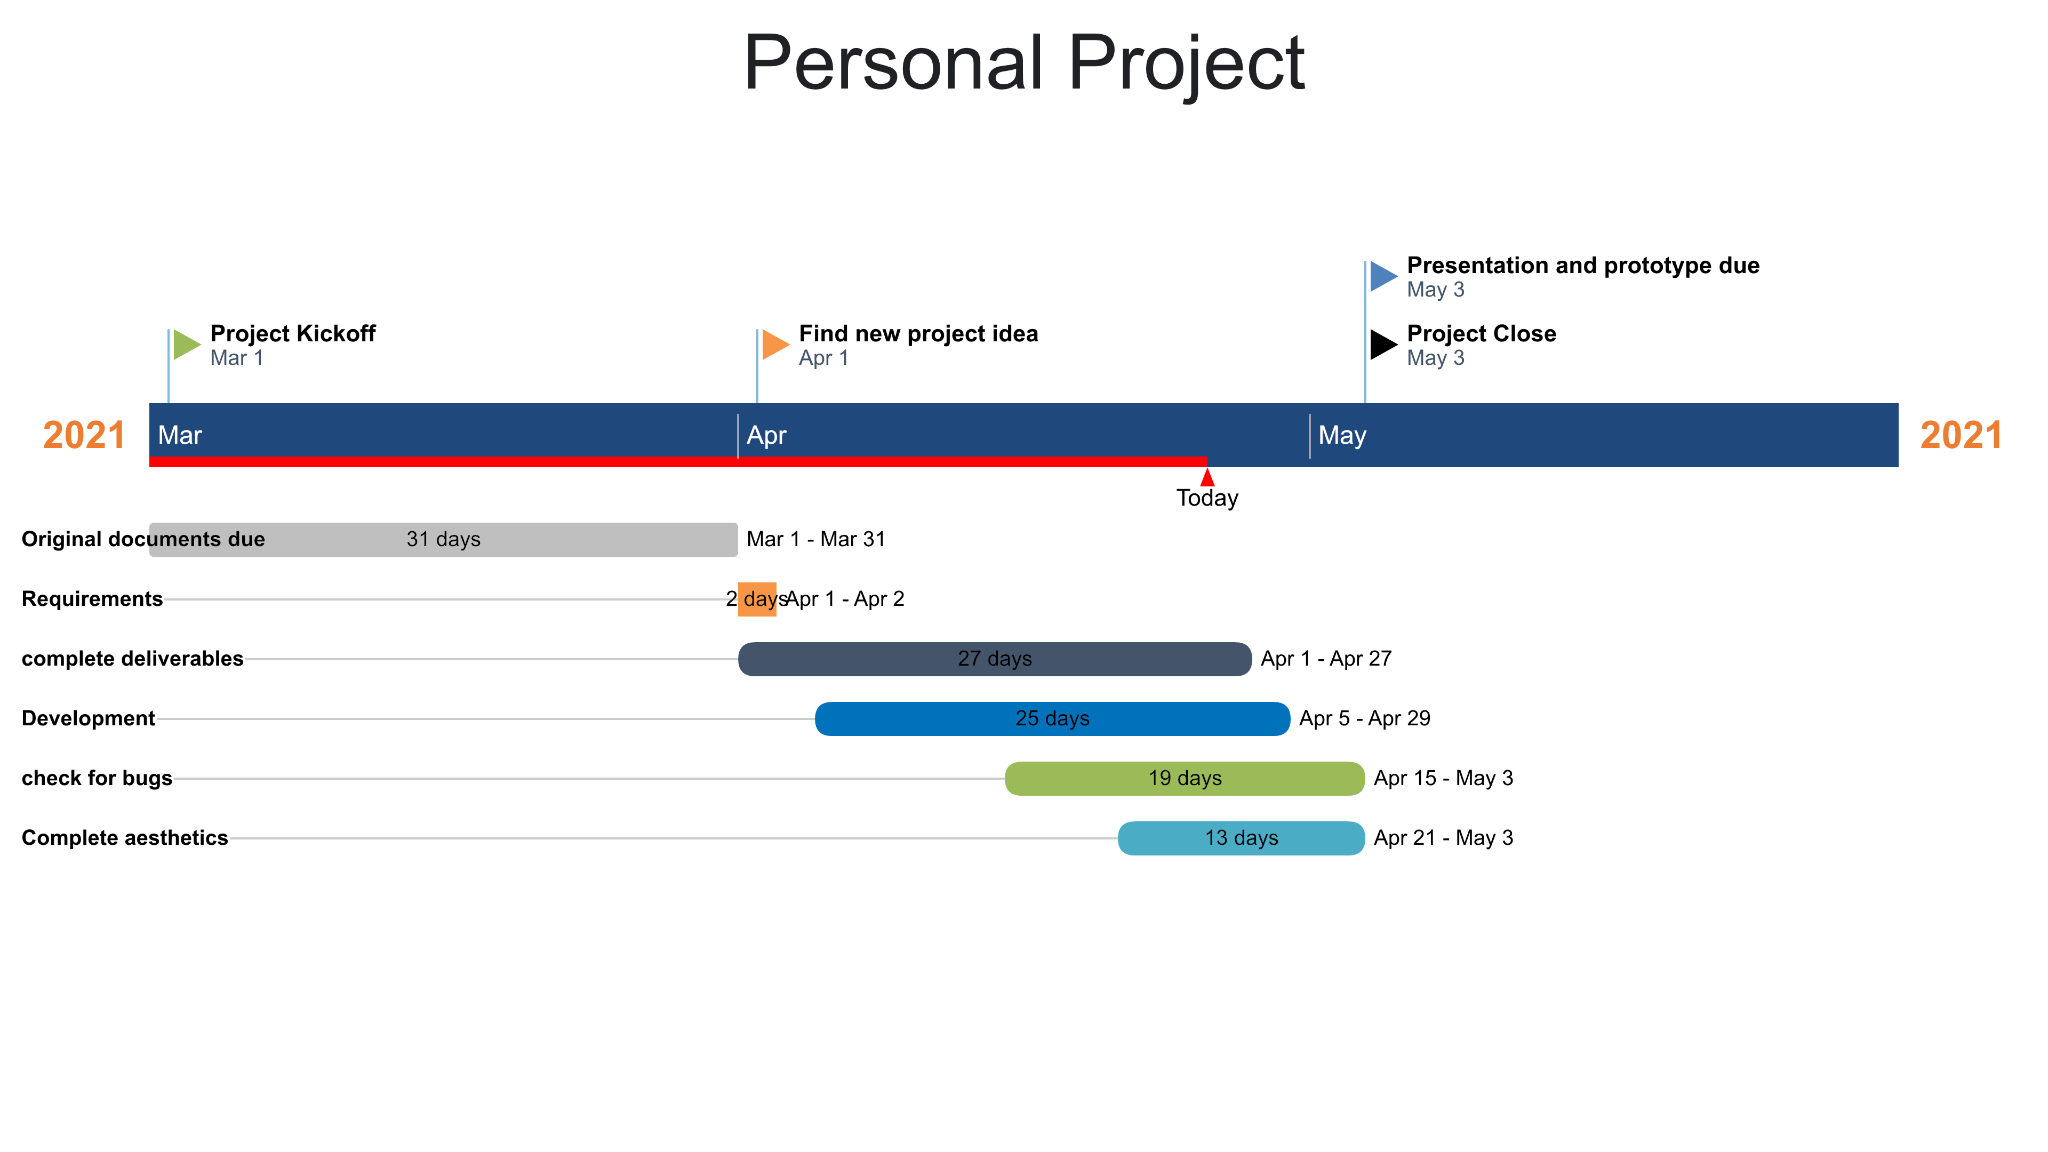 Personal Project
Presentation and prototype due
May 3
Project Kickoff
Mar 1
Find new project idea
Apr 1
Project Close
May 3
2021 Mar Apr May 2021
Today
Original documents due 31 days Mar 1 - Mar 31
Requirements 2 days Apr 1 - Apr 2
complete deliverables 27 days Apr 1 - Apr 27
Development 25 days Apr 5 - Apr 29
check for bugs 19 days Apr 15 - May 3
Complete aesthetics 13 days Apr 21 - May 3